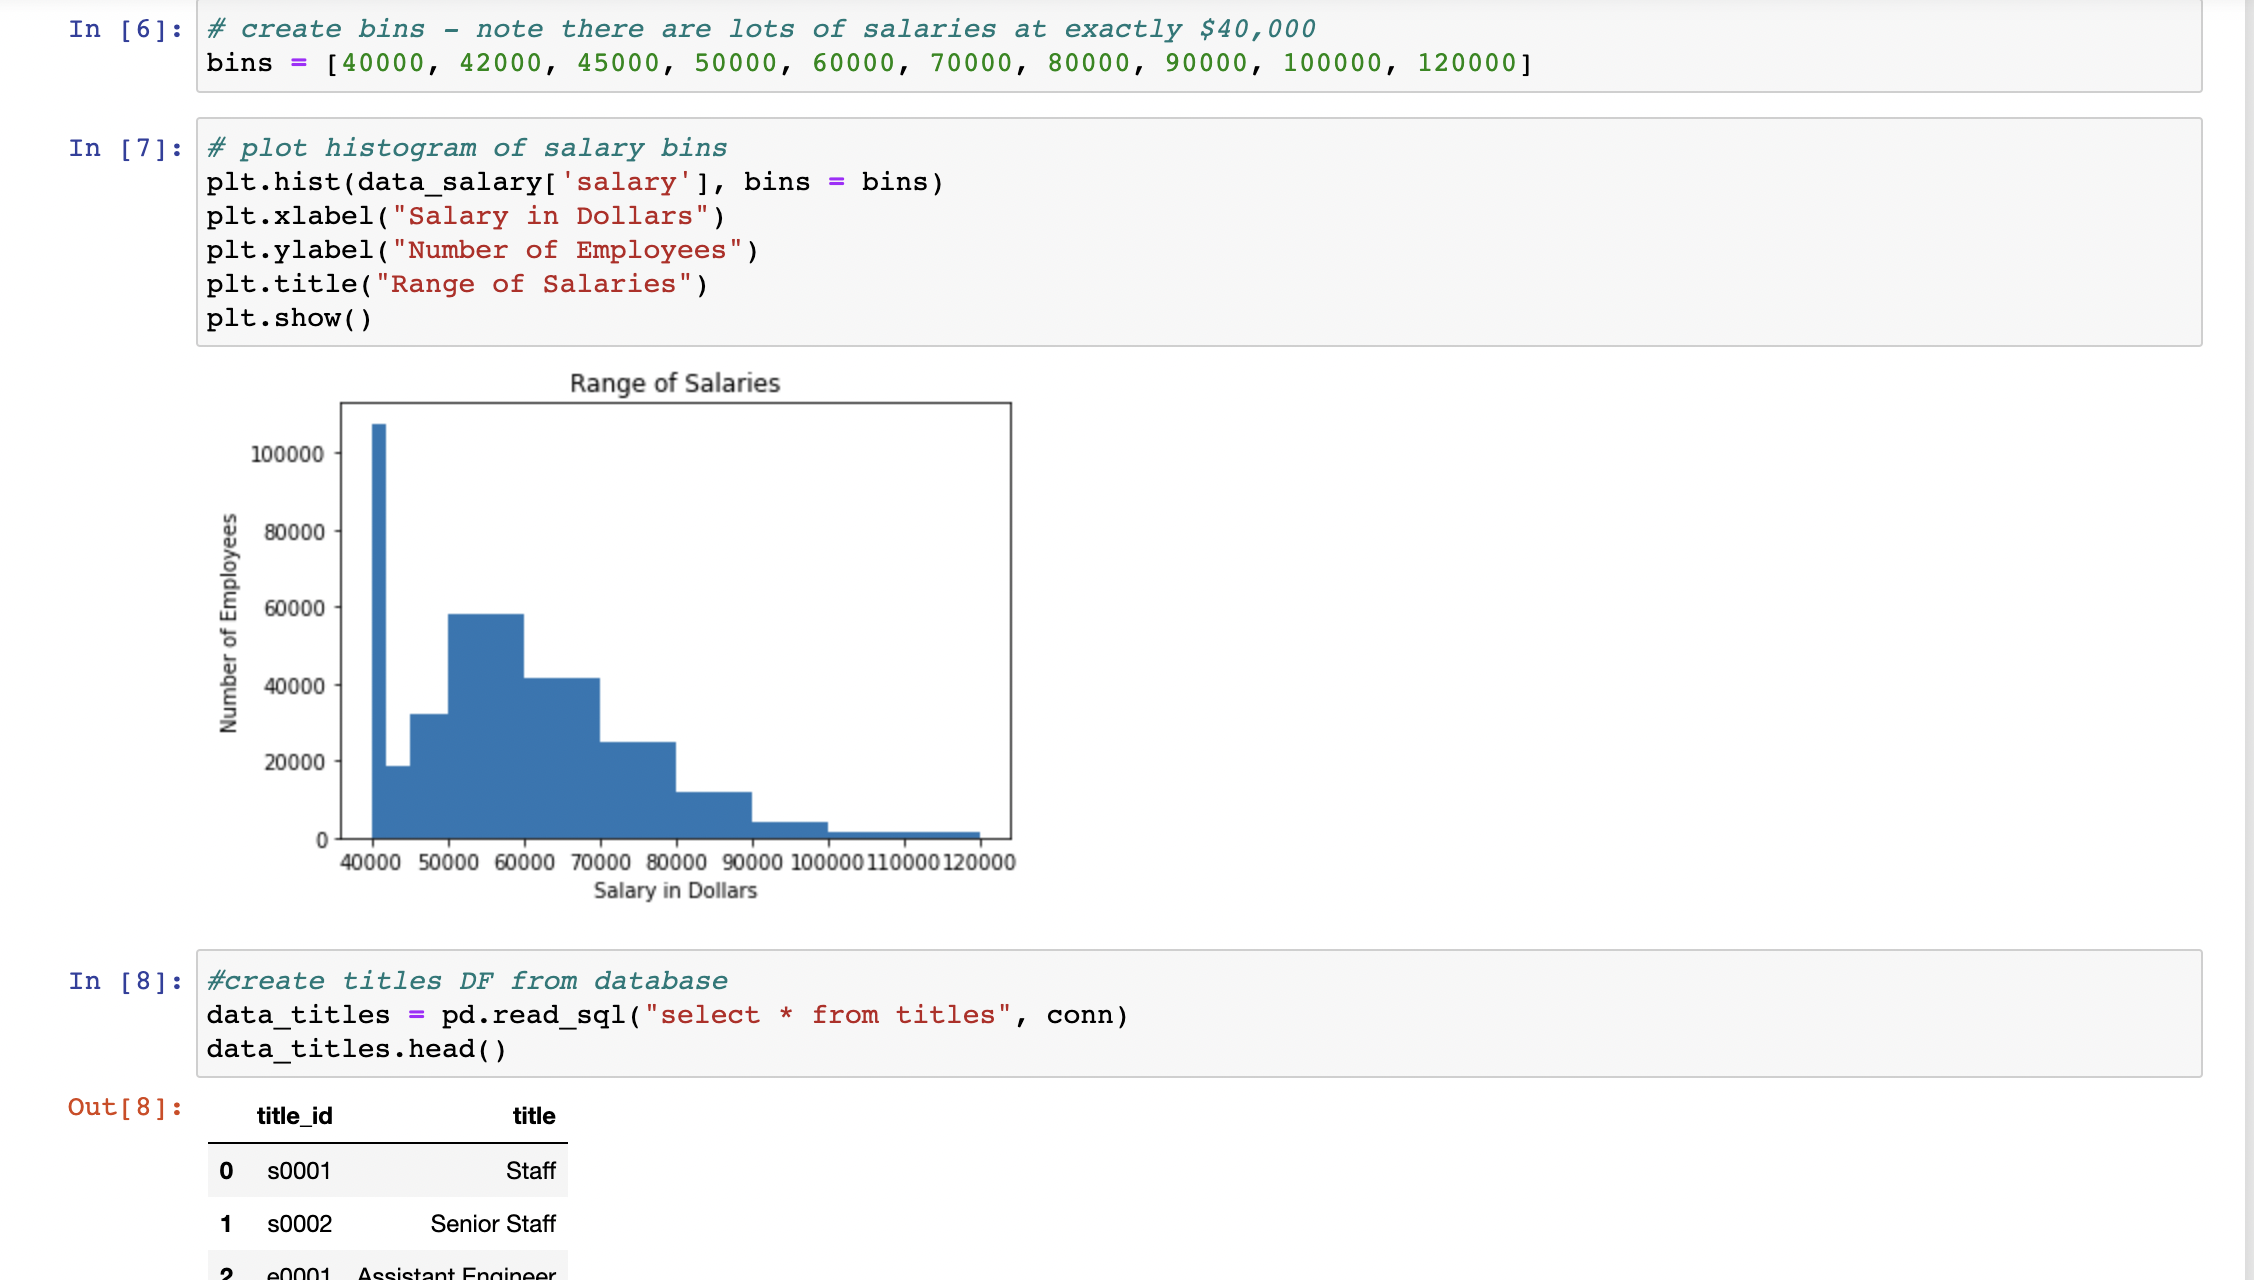 In [6]: # create bins – note there are lots of salaries at exactly $40,000
bins = [40000, 42000, 45000, 50000, 60000, 70000, 80000, 90000, 100000, 120000]
In [7]: # plot histogram of salary bins
plt.hist(data_salary['salary'], bins = bins)
plt.xlabel("Salary in Dollars")
plt.ylabel("Number of Employees")
plt.title("Range of Salaries")
plt.show()
Range of Salaries
Number of Employees
100000
80000
60000
40000
20000
0
40000 50000 60000 70000 80000 90000 100000 110000 120000
Salary in Dollars
In [8]: #create titles DF from database
data_titles = pd.read_sql("select * from titles", conn)
data_titles.head()
Out[8]:
title_id title
0 s0001 Staff
1 s0002 Senior Staff
2 e0001 Assistant Engineer